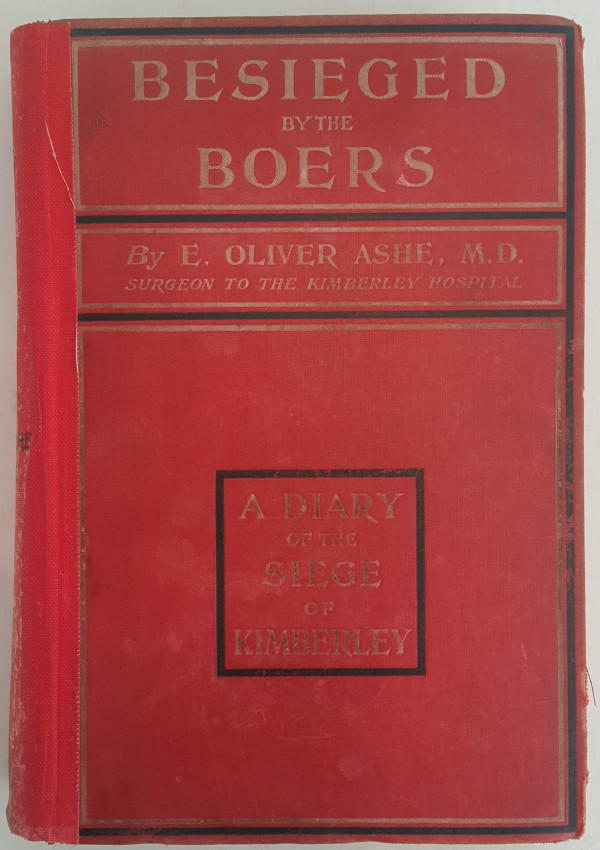 BESIEGED
BY THE
BOERS
By E. OLIVER ASHE, M.D.
SURGEON TO THE KIMBERLEY HOSPITAL
A DIARY
OF THE
SIEGE
OF
KIMBERLEY